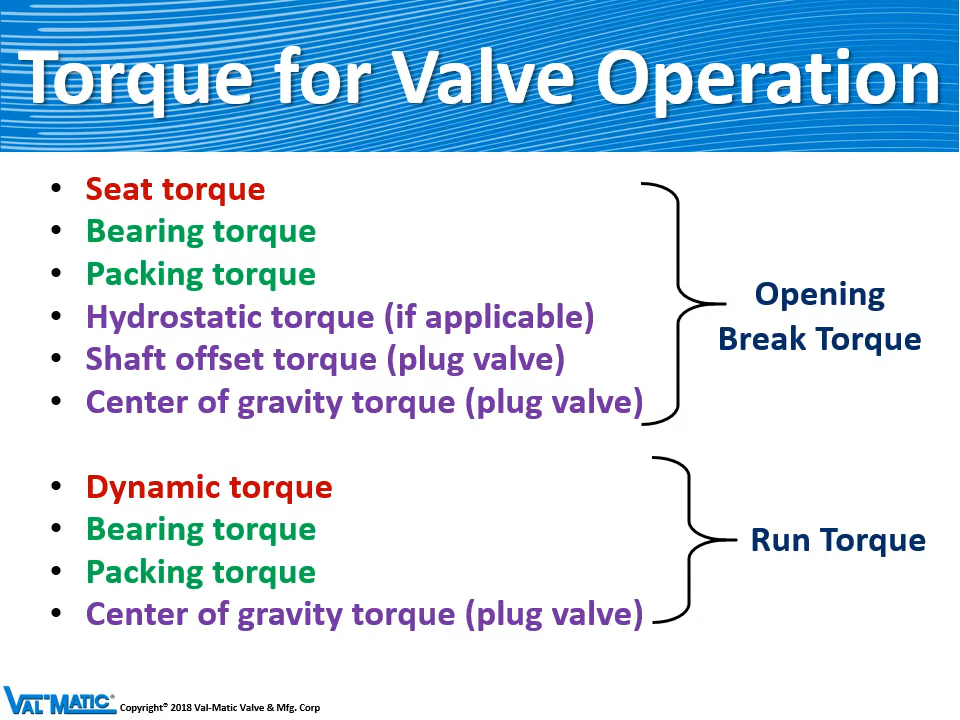 Torque for Valve Operation
• Seat torque
• Bearing torque
• Packing torque
• Hydrostatic torque (if applicable)
• Shaft offset torque (plug valve)
• Center of gravity torque (plug valve)
Opening
Break Torque
• Dynamic torque
• Bearing torque
• Packing torque
• Center of gravity torque (plug valve)
Run Torque
VAL-MATIC®
Copyright© 2018 Val-Matic Valve & Mfg. Corp